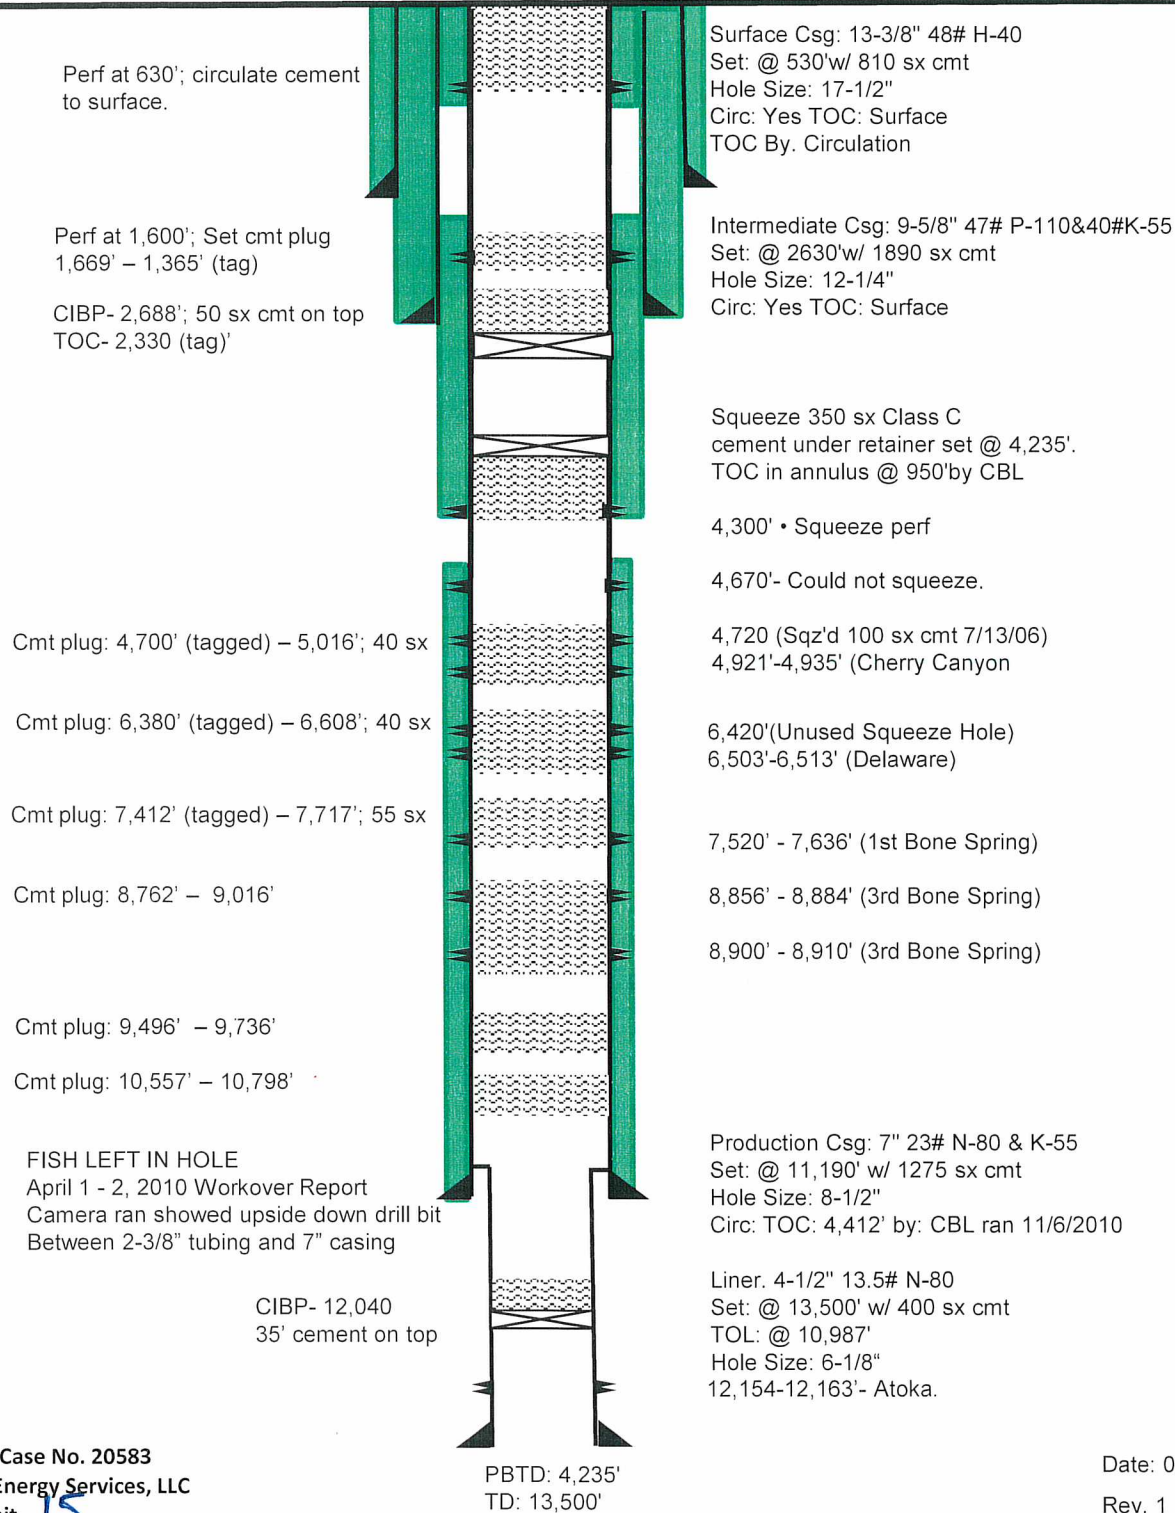 Surface Csg: 13-3/8" 48# H-40
Set: @ 530'w/ 810 sx cmt
Hole Size: 17-1/2"
Circ: Yes TOC: Surface
TOC By. Circulation
Perf at 630'; circulate cement
to surface.
Intermediate Csg: 9-5/8" 47# P-110&40#K-55
Set: @ 2630'w/ 1890 sx cmt
Hole Size: 12-1/4"
Circ: Yes TOC: Surface
Perf at 1,600'; Set cmt plug
1,669' – 1,365' (tag)
CIBP- 2,688'; 50 sx cmt on top
TOC- 2,330 (tag)'
Squeeze 350 sx Class C
cement under retainer set @ 4,235'.
TOC in annulus @ 950'by CBL
4,300' • Squeeze perf
4,670'- Could not squeeze.
Cmt plug: 4,700' (tagged) – 5,016'; 40 sx
4,720 (Sqz'd 100 sx cmt 7/13/06)
4,921'-4,935' (Cherry Canyon
Cmt plug: 6,380' (tagged) – 6,608'; 40 sx
6,420'(Unused Squeeze Hole)
6,503'-6,513' (Delaware)
Cmt plug: 7,412' (tagged) – 7,717'; 55 sx
7,520' - 7,636' (1st Bone Spring)
Cmt plug: 8,762' – 9,016'
8,856' - 8,884' (3rd Bone Spring)
8,900' - 8,910' (3rd Bone Spring)
Cmt plug: 9,496' – 9,736'
Cmt plug: 10,557' – 10,798'
FISH LEFT IN HOLE
April 1 - 2, 2010 Workover Report
Camera ran showed upside down drill bit
Between 2-3/8" tubing and 7" casing
Production Csg: 7" 23# N-80 & K-55
Set: @ 11,190' w/ 1275 sx cmt
Hole Size: 8-1/2"
Circ: TOC: 4,412' by: CBL ran 11/6/2010
CIBP- 12,040
35' cement on top
Liner. 4-1/2" 13.5# N-80
Set: @ 13,500' w/ 400 sx cmt
TOL: @ 10,987'
Hole Size: 6-1/8"
12,154-12,163'- Atoka.
Case No. 20583
Energy Services, LLC
15
PBTD: 4,235'
TD: 13,500'
Date: 0
Rev. 1